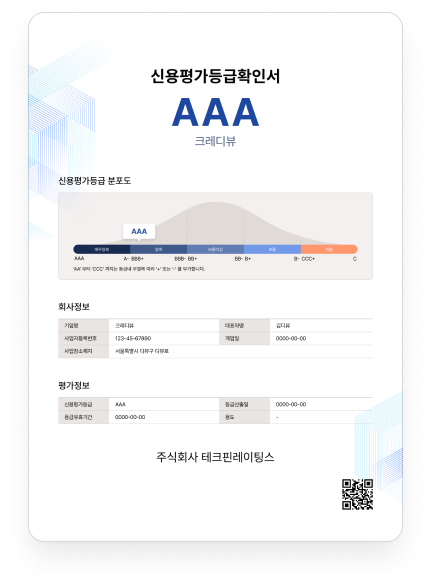 신용평가등급확인서
AAA
크레디뷰
신용평가등급 분포도
AAA
매우양호 양호 보통이상 보통 미흡
AAA A- BBB+ BBB- BB+ BB- B+ B- CCC+ C
'AA' 부터 'CCC' 까지는 동급내 우열에 따라 '+' 또는 '-' 를 부가합니다.
회사정보
기업명 크레디뷰 대표자명 김디뷰
사업자등록번호 123-45-67890 개업일 0000-00-00
사업장소재지 서울특별시 디뷰구 디뷰로
평가정보
신용평가등급 AAA 등급산출일 0000-00-00
등급유효기간 0000-00-00 용도 -
주식회사 테크핀레이팅스